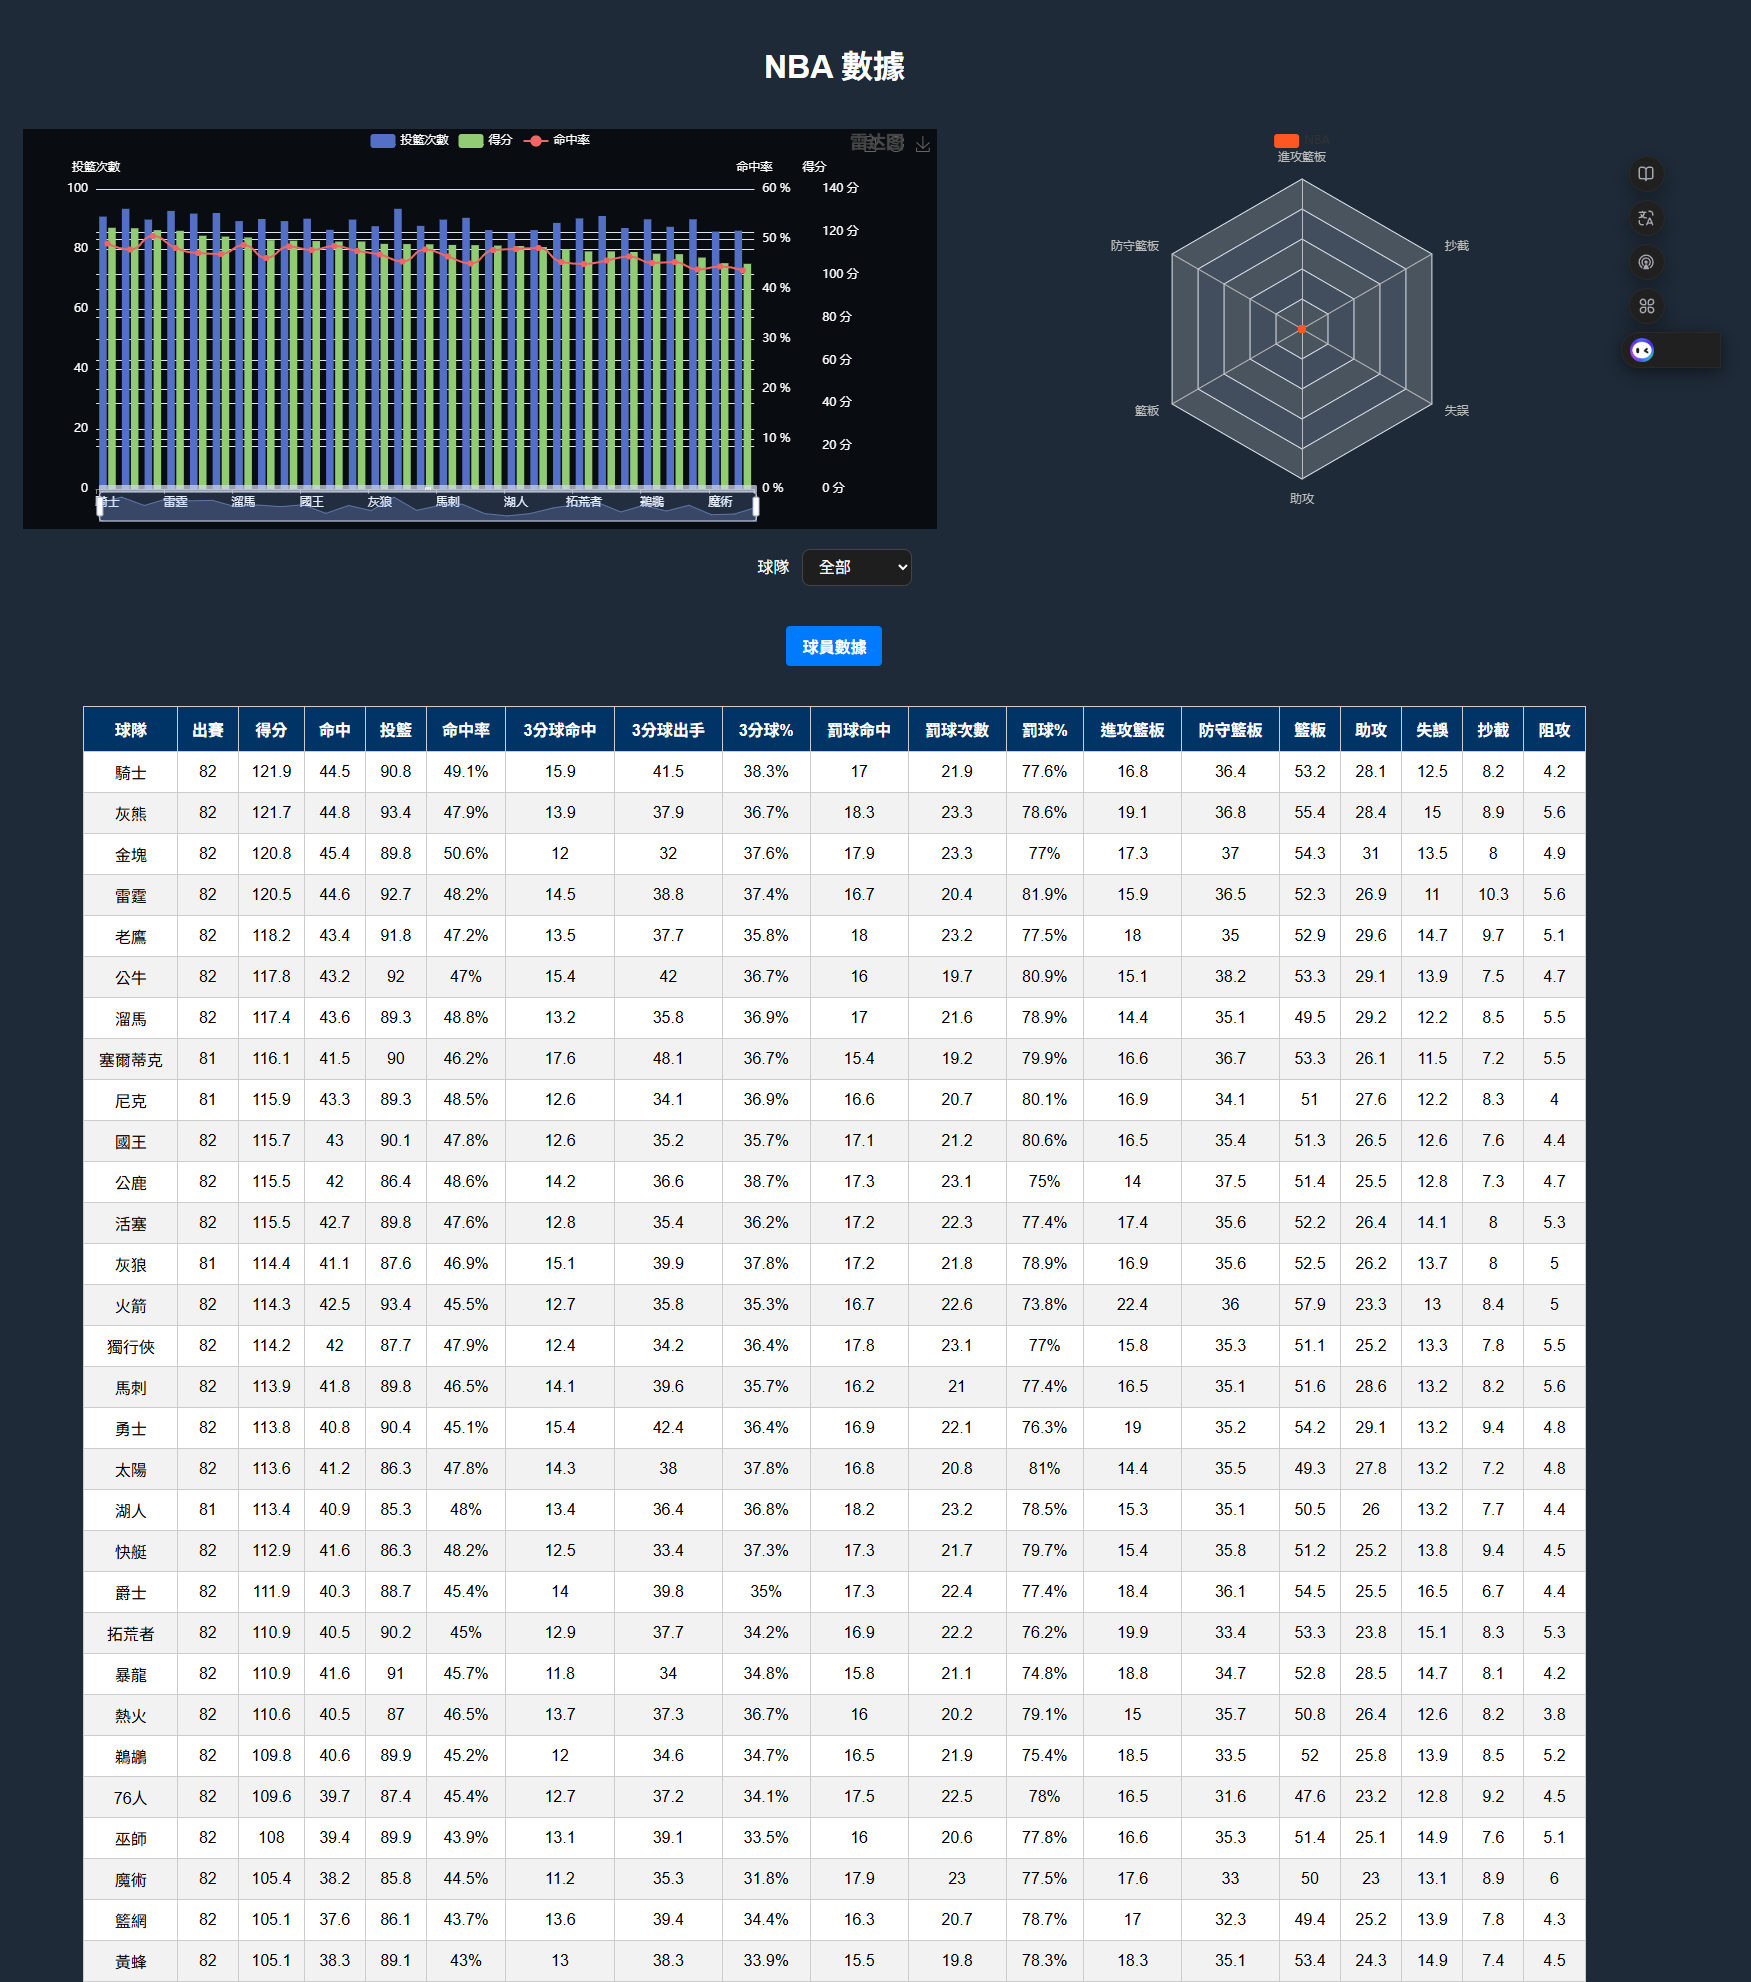 NBA 數據
投籃次數 得分 命中率
雷达图
NBA
投籃次數 命中率 得分
100
80
60
40
20
0
60 %
50 %
40 %
30 %
20 %
10 %
0 %
140 分
120 分
100 分
80 分
60 分
40 分
20 分
0 分
騎士 雷霆 溜馬 國王 灰狼 馬刺 湖人 拓荒者 鵜鶘 魔術
進攻籃板
防守籃板 抄截
籃板 失誤
助攻
球隊 全部
球員數據
球隊 出賽 得分 命中 投籃 命中率 3分球命中 3分球出手 3分球% 罰球命中 罰球次數 罰球% 進攻籃板 防守籃板 籃板 助攻 失誤 抄截 阻攻
騎士 82 121.9 44.5 90.8 49.1% 15.9 41.5 38.3% 17 21.9 77.6% 16.8 36.4 53.2 28.1 12.5 8.2 4.2
灰熊 82 121.7 44.8 93.4 47.9% 13.9 37.9 36.7% 18.3 23.3 78.6% 19.1 36.8 55.4 28.4 15 8.9 5.6
金塊 82 120.8 45.4 89.8 50.6% 12 32 37.6% 17.9 23.3 77% 17.3 37 54.3 31 13.5 8 4.9
雷霆 82 120.5 44.6 92.7 48.2% 14.5 38.8 37.4% 16.7 20.4 81.9% 15.9 36.5 52.3 26.9 11 10.3 5.6
老鷹 82 118.2 43.4 91.8 47.2% 13.5 37.7 35.8% 18 23.2 77.5% 18 35 52.9 29.6 14.7 9.7 5.1
公牛 82 117.8 43.2 92 47% 15.4 42 36.7% 16 19.7 80.9% 15.1 38.2 53.3 29.1 13.9 7.5 4.7
溜馬 82 117.4 43.6 89.3 48.8% 13.2 35.8 36.9% 17 21.6 78.9% 14.4 35.1 49.5 29.2 12.2 8.5 5.5
塞爾蒂克 81 116.1 41.5 90 46.2% 17.6 48.1 36.7% 15.4 19.2 79.9% 16.6 36.7 53.3 26.1 11.5 7.2 5.5
尼克 81 115.9 43.3 89.3 48.5% 12.6 34.1 36.9% 16.6 20.7 80.1% 16.9 34.1 51 27.6 12.2 8.3 4
國王 82 115.7 43 90.1 47.8% 12.6 35.2 35.7% 17.1 21.2 80.6% 16.5 35.4 51.3 26.5 12.6 7.6 4.4
公鹿 82 115.5 42 86.4 48.6% 14.2 36.6 38.7% 17.3 23.1 75% 14 37.5 51.4 25.5 12.8 7.3 4.7
活塞 82 115.5 42.7 89.8 47.6% 12.8 35.4 36.2% 17.2 22.3 77.4% 17.4 35.6 52.2 26.4 14.1 8 5.3
灰狼 81 114.4 41.1 87.6 46.9% 15.1 39.9 37.8% 17.2 21.8 78.9% 16.9 35.6 52.5 26.2 13.7 8 5
火箭 82 114.3 42.5 93.4 45.5% 12.7 35.8 35.3% 16.7 22.6 73.8% 22.4 36 57.9 23.3 13 8.4 5
獨行俠 82 114.2 42 87.7 47.9% 12.4 34.2 36.4% 17.8 23.1 77% 15.8 35.3 51.1 25.2 13.3 7.8 5.5
馬刺 82 113.9 41.8 89.8 46.5% 14.1 39.6 35.7% 16.2 21 77.4% 16.5 35.1 51.6 28.6 13.2 8.2 5.6
勇士 82 113.8 40.8 90.4 45.1% 15.4 42.4 36.4% 16.9 22.1 76.3% 19 35.2 54.2 29.1 13.2 9.4 4.8
太陽 82 113.6 41.2 86.3 47.8% 14.3 38 37.8% 16.8 20.8 81% 14.4 35.5 49.3 27.8 13.2 7.2 4.8
湖人 81 113.4 40.9 85.3 48% 13.4 36.4 36.8% 18.2 23.2 78.5% 15.3 35.1 50.5 26 13.2 7.7 4.4
快艇 82 112.9 41.6 86.3 48.2% 12.5 33.4 37.3% 17.3 21.7 79.7% 15.4 35.8 51.2 25.2 13.8 9.4 4.5
爵士 82 111.9 40.3 88.7 45.4% 14 39.8 35% 17.3 22.4 77.4% 18.4 36.1 54.5 25.5 16.5 6.7 4.4
拓荒者 82 110.9 40.5 90.2 45% 12.9 37.7 34.2% 16.9 22.2 76.2% 19.9 33.4 53.3 23.8 15.1 8.3 5.3
暴龍 82 110.9 41.6 91 45.7% 11.8 34 34.8% 15.8 21.1 74.8% 18.8 34.7 52.8 28.5 14.7 8.1 4.2
熱火 82 110.6 40.5 87 46.5% 13.7 37.3 36.7% 16 20.2 79.1% 15 35.7 50.8 26.4 12.6 8.2 3.8
鵜鶘 82 109.8 40.6 89.9 45.2% 12 34.6 34.7% 16.5 21.9 75.4% 18.5 33.5 52 25.8 13.9 8.5 5.2
76人 82 109.6 39.7 87.4 45.4% 12.7 37.2 34.1% 17.5 22.5 78% 16.5 31.6 47.6 23.2 12.8 9.2 4.5
巫師 82 108 39.4 89.9 43.9% 13.1 39.1 33.5% 16 20.6 77.8% 16.6 35.3 51.4 25.1 14.9 7.6 5.1
魔術 82 105.4 38.2 85.8 44.5% 11.2 35.3 31.8% 17.9 23 77.5% 17.6 33 50 23 13.1 8.9 6
籃網 82 105.1 37.6 86.1 43.7% 13.6 39.4 34.4% 16.3 20.7 78.7% 17 32.3 49.4 25.2 13.9 7.8 4.3
黃蜂 82 105.1 38.3 89.1 43% 13 38.3 33.9% 15.5 19.8 78.3% 18.3 35.1 53.4 24.3 14.9 7.4 4.5